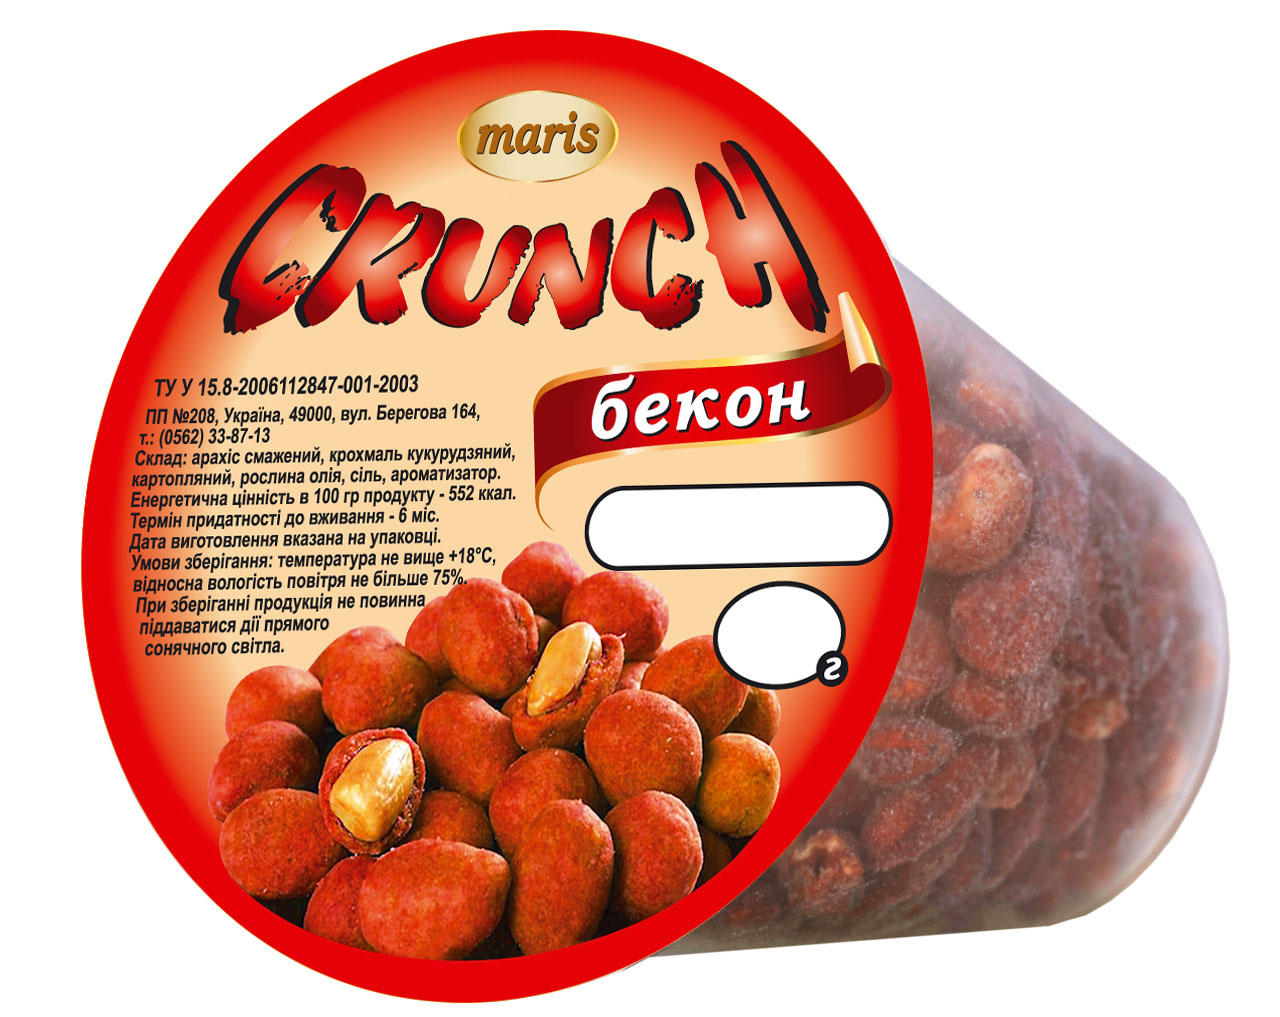 maris
CRUNCH
бекон
ТУ У 15.8-2006112847-001-2003
ПП №208, Україна, 49000, вул. Берегова 164,
т.: (0562) 33-87-13
Склад: арахіс смажений, крохмаль кукурудзяний,
картопляний, рослина олія, сіль, ароматизатор.
Енергетична цінність в 100 гр продукту - 552 ккал.
Термін придатності до вживання - 6 міс.
Дата виготовлення вказана на упаковці.
Умови зберігання: температура не вище +18°С,
відносна вологість повітря не більше 75%.
При зберіганні продукція не повинна
піддаватися дії прямого
сонячного світла.
г